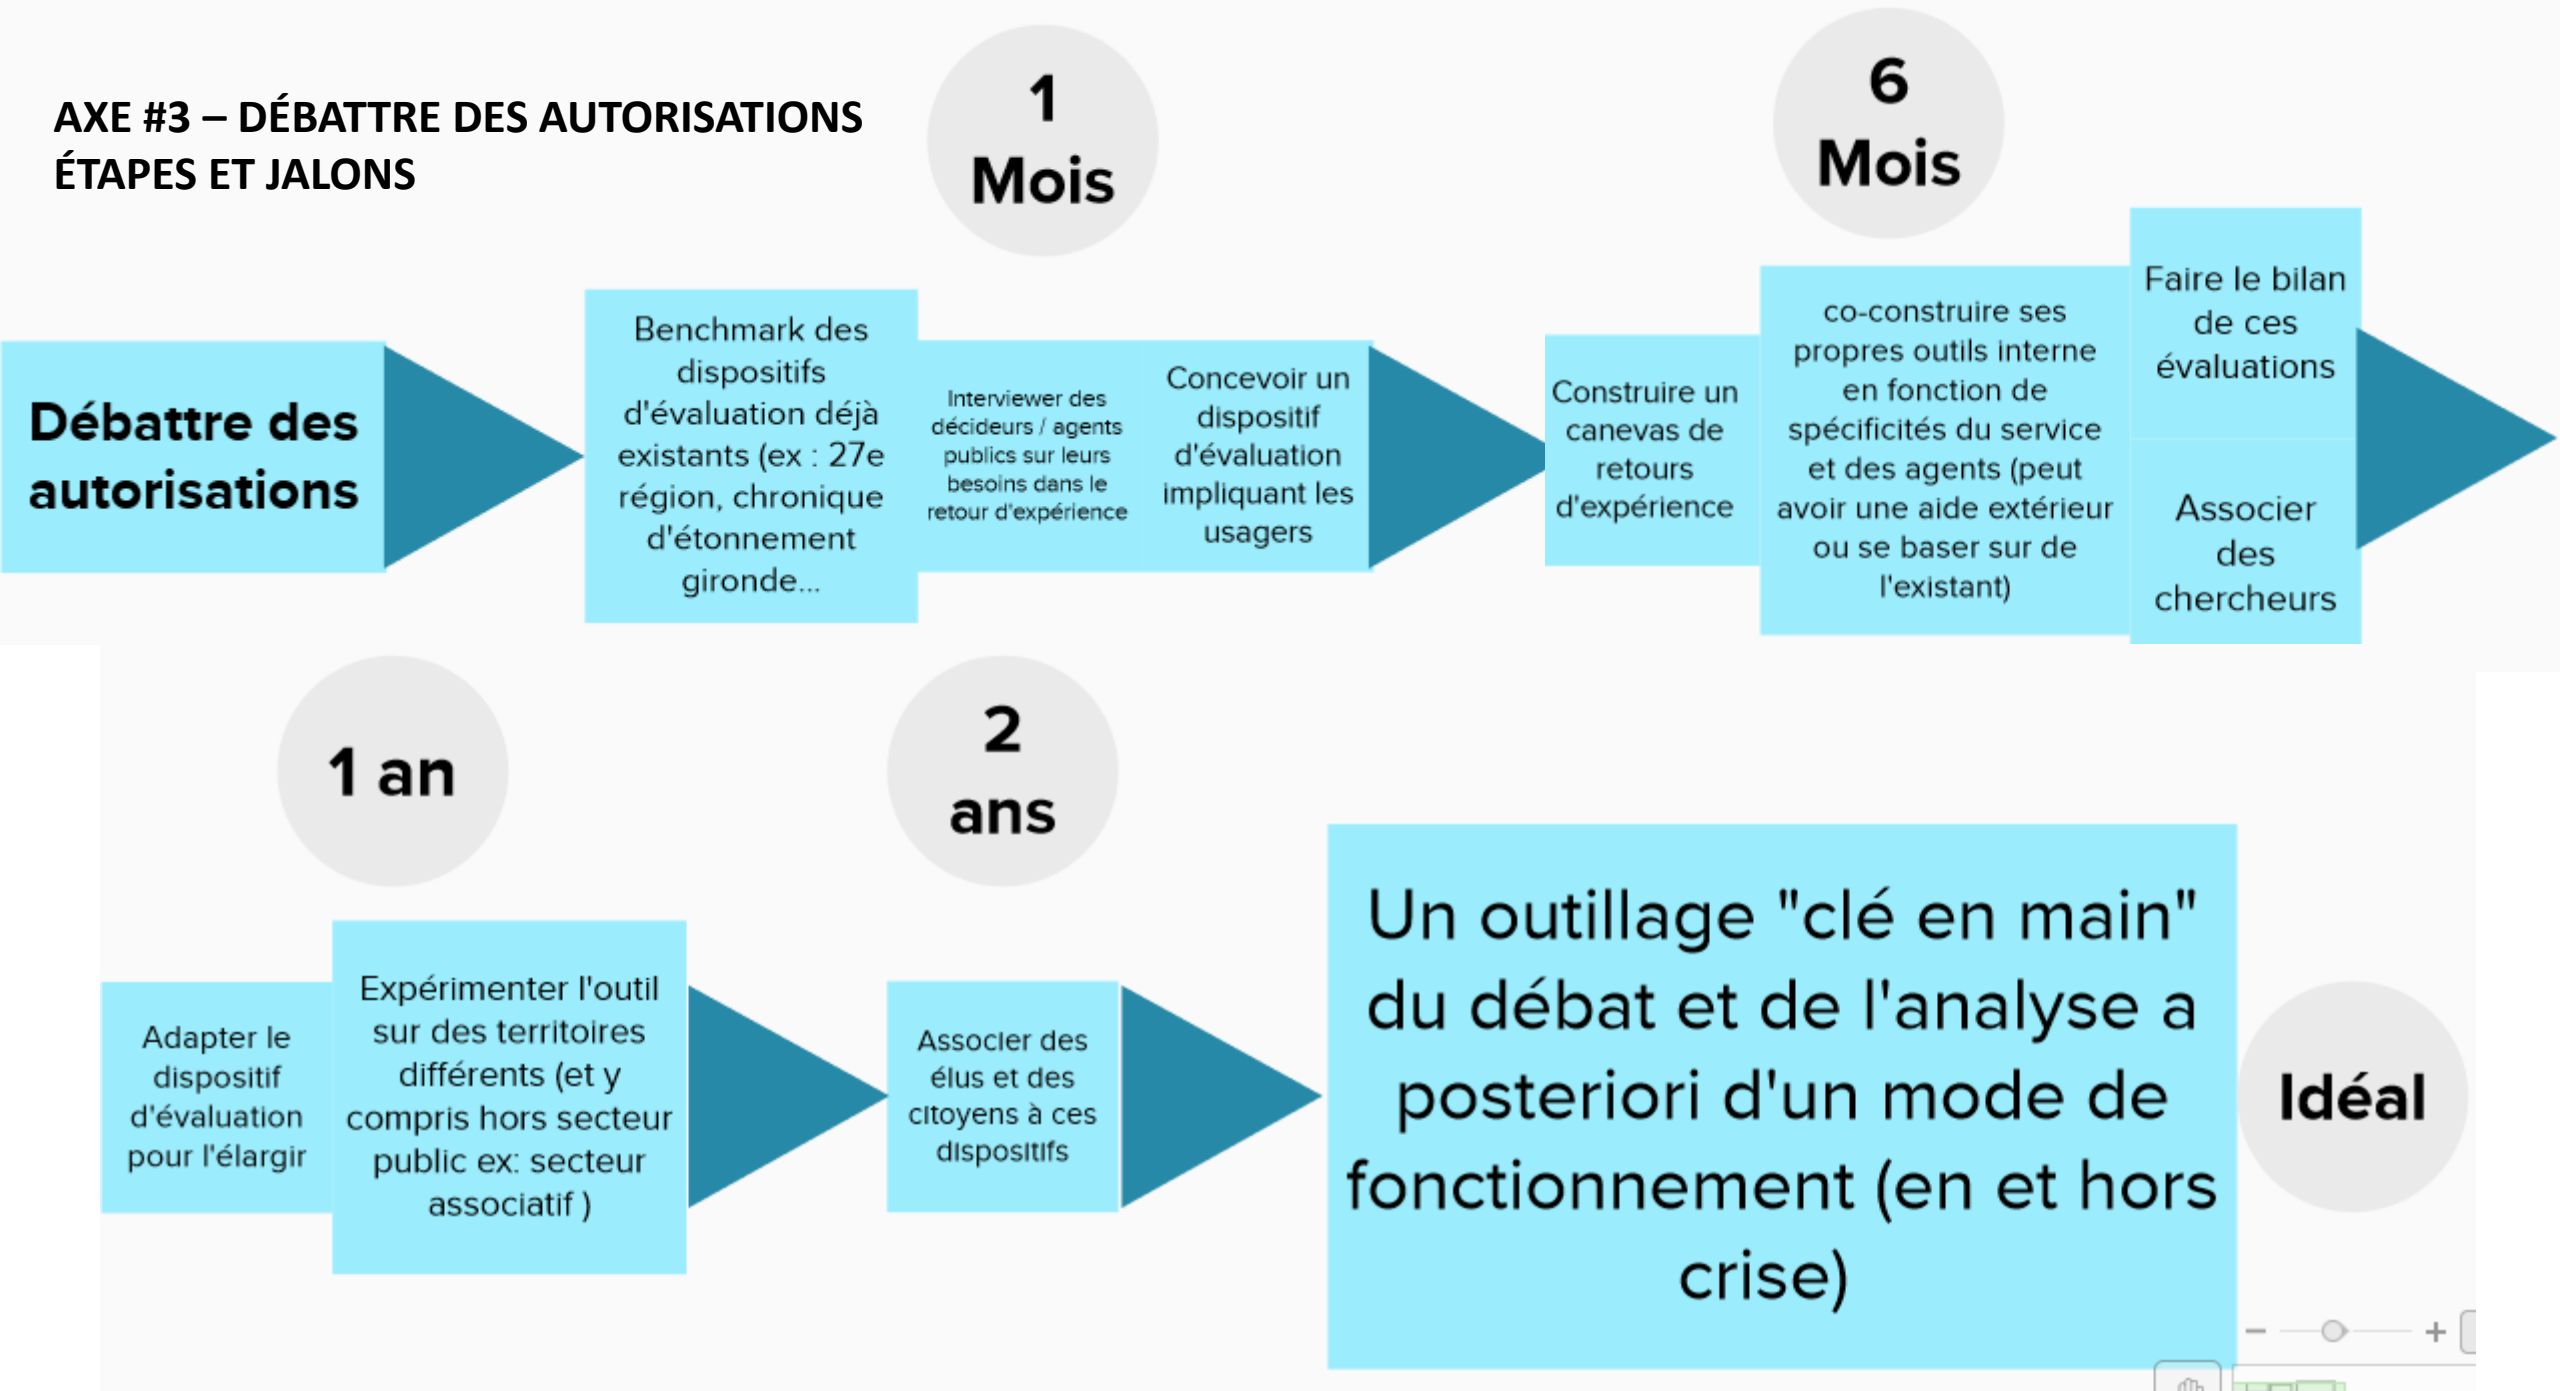 AXE #3 – DÉBATTRE DES AUTORISATIONS
ÉTAPES ET JALONS
1
Mois
6
Mois
Débattre des
autorisations
Benchmark des
dispositifs
d'évaluation déjà
existants (ex : 27e
région, chronique
d'étonnement
gironde...
Interviewer des
décideurs / agents
publics sur leurs
besoins dans le
retour d'expérience
Concevoir un
dispositif
d'évaluation
impliquant les
usagers
Construire un
canevas de
retours
d'expérience
co-construire ses
propres outils interne
en fonction de
spécificités du service
et des agents (peut
avoir une aide extérieur
ou se baser sur de
l'existant)
Faire le bilan
de ces
évaluations
Associer
des
chercheurs
1 an
2
ans
Adapter le
dispositif
d'évaluation
pour l'élargir
Expérimenter l'outil
sur des territoires
différents (et y
compris hors secteur
public ex: secteur
associatif )
Associer des
élus et des
citoyens à ces
dispositifs
Un outillage "clé en main"
du débat et de l'analyse a
posteriori d'un mode de
fonctionnement (en et hors
crise)
Idéal